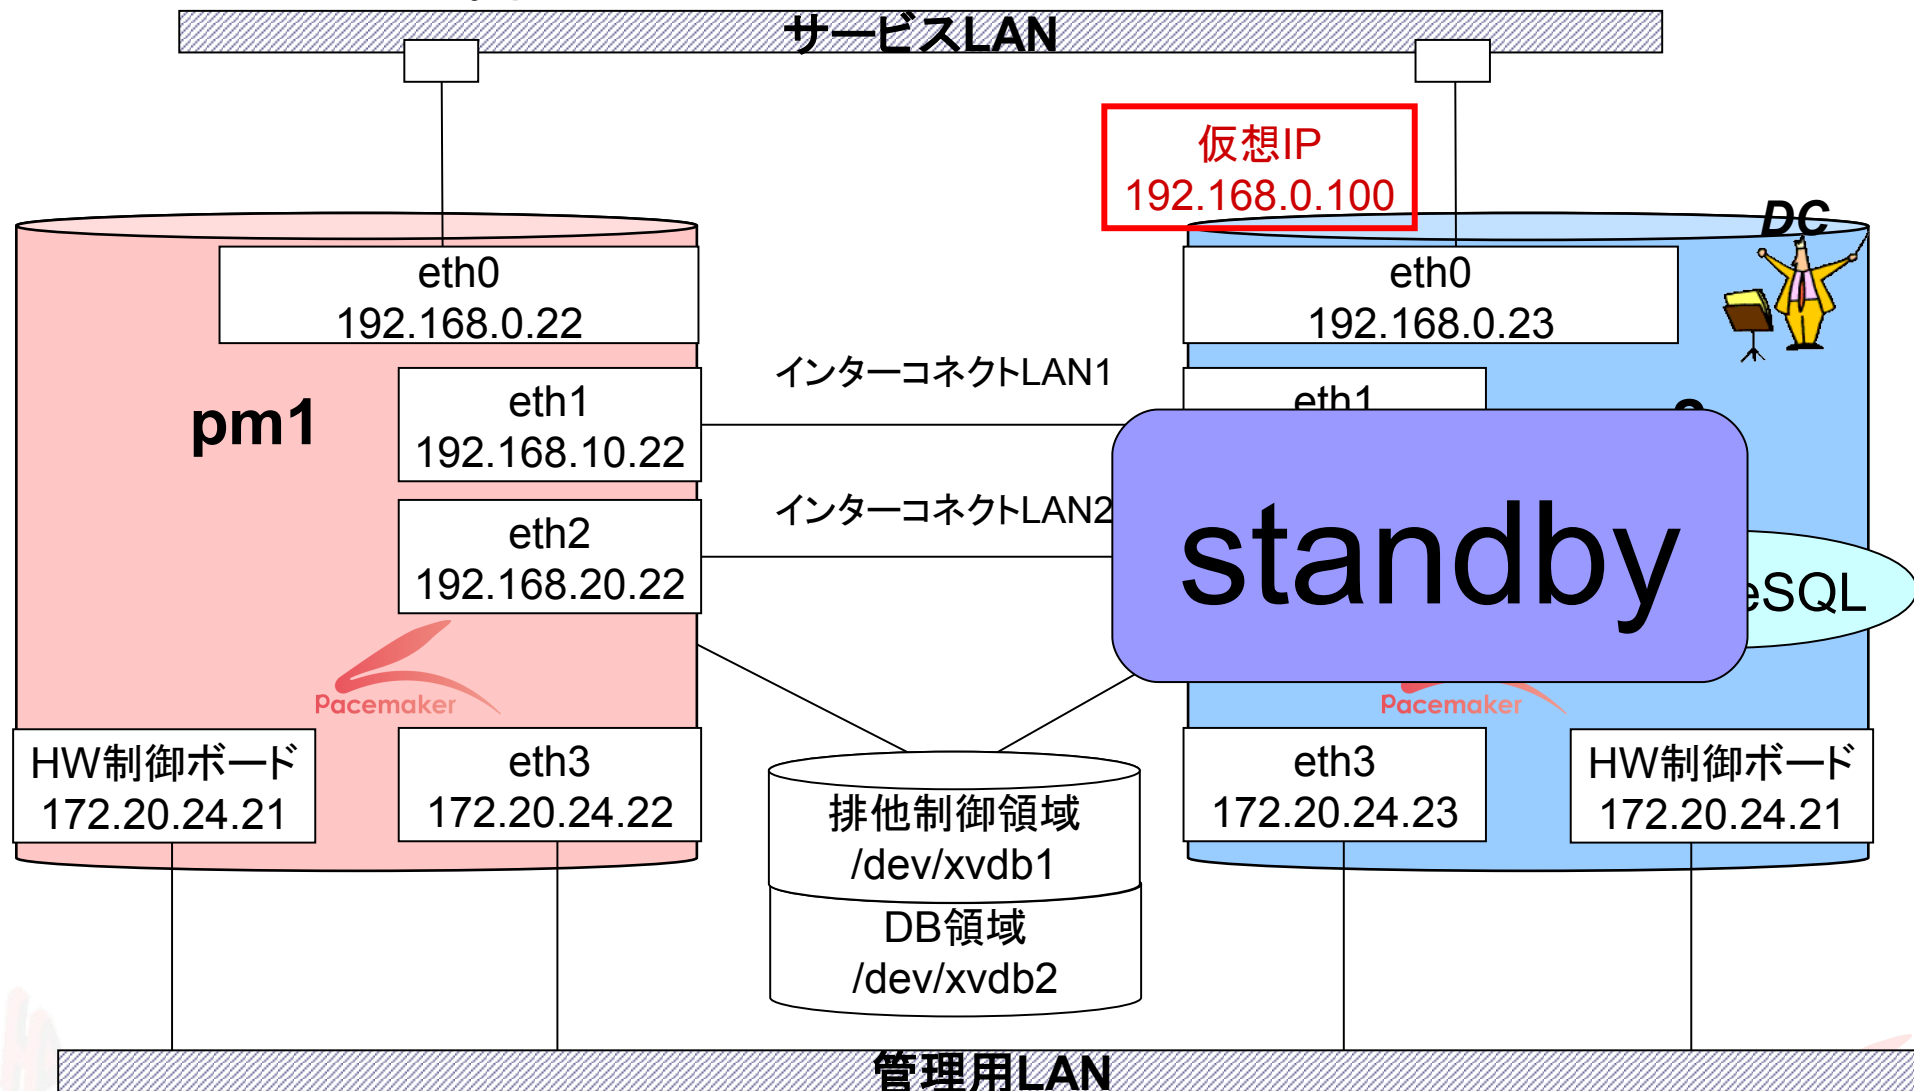 サービスLAN
仮想IP
192.168.0.100
DC
eth0
192.168.0.22
eth0
192.168.0.23
インターコネクトLAN1
pm1
eth1
192.168.10.22
eth1
インターコネクトLAN2
eth2
192.168.20.22
standby
eSQL
Pacemaker
Pacemaker
HW制御ボード
172.20.24.21
eth3
172.20.24.22
排他制御領域
/dev/xvdb1
DB領域
/dev/xvdb2
eth3
172.20.24.23
HW制御ボード
172.20.24.21
管理用LAN